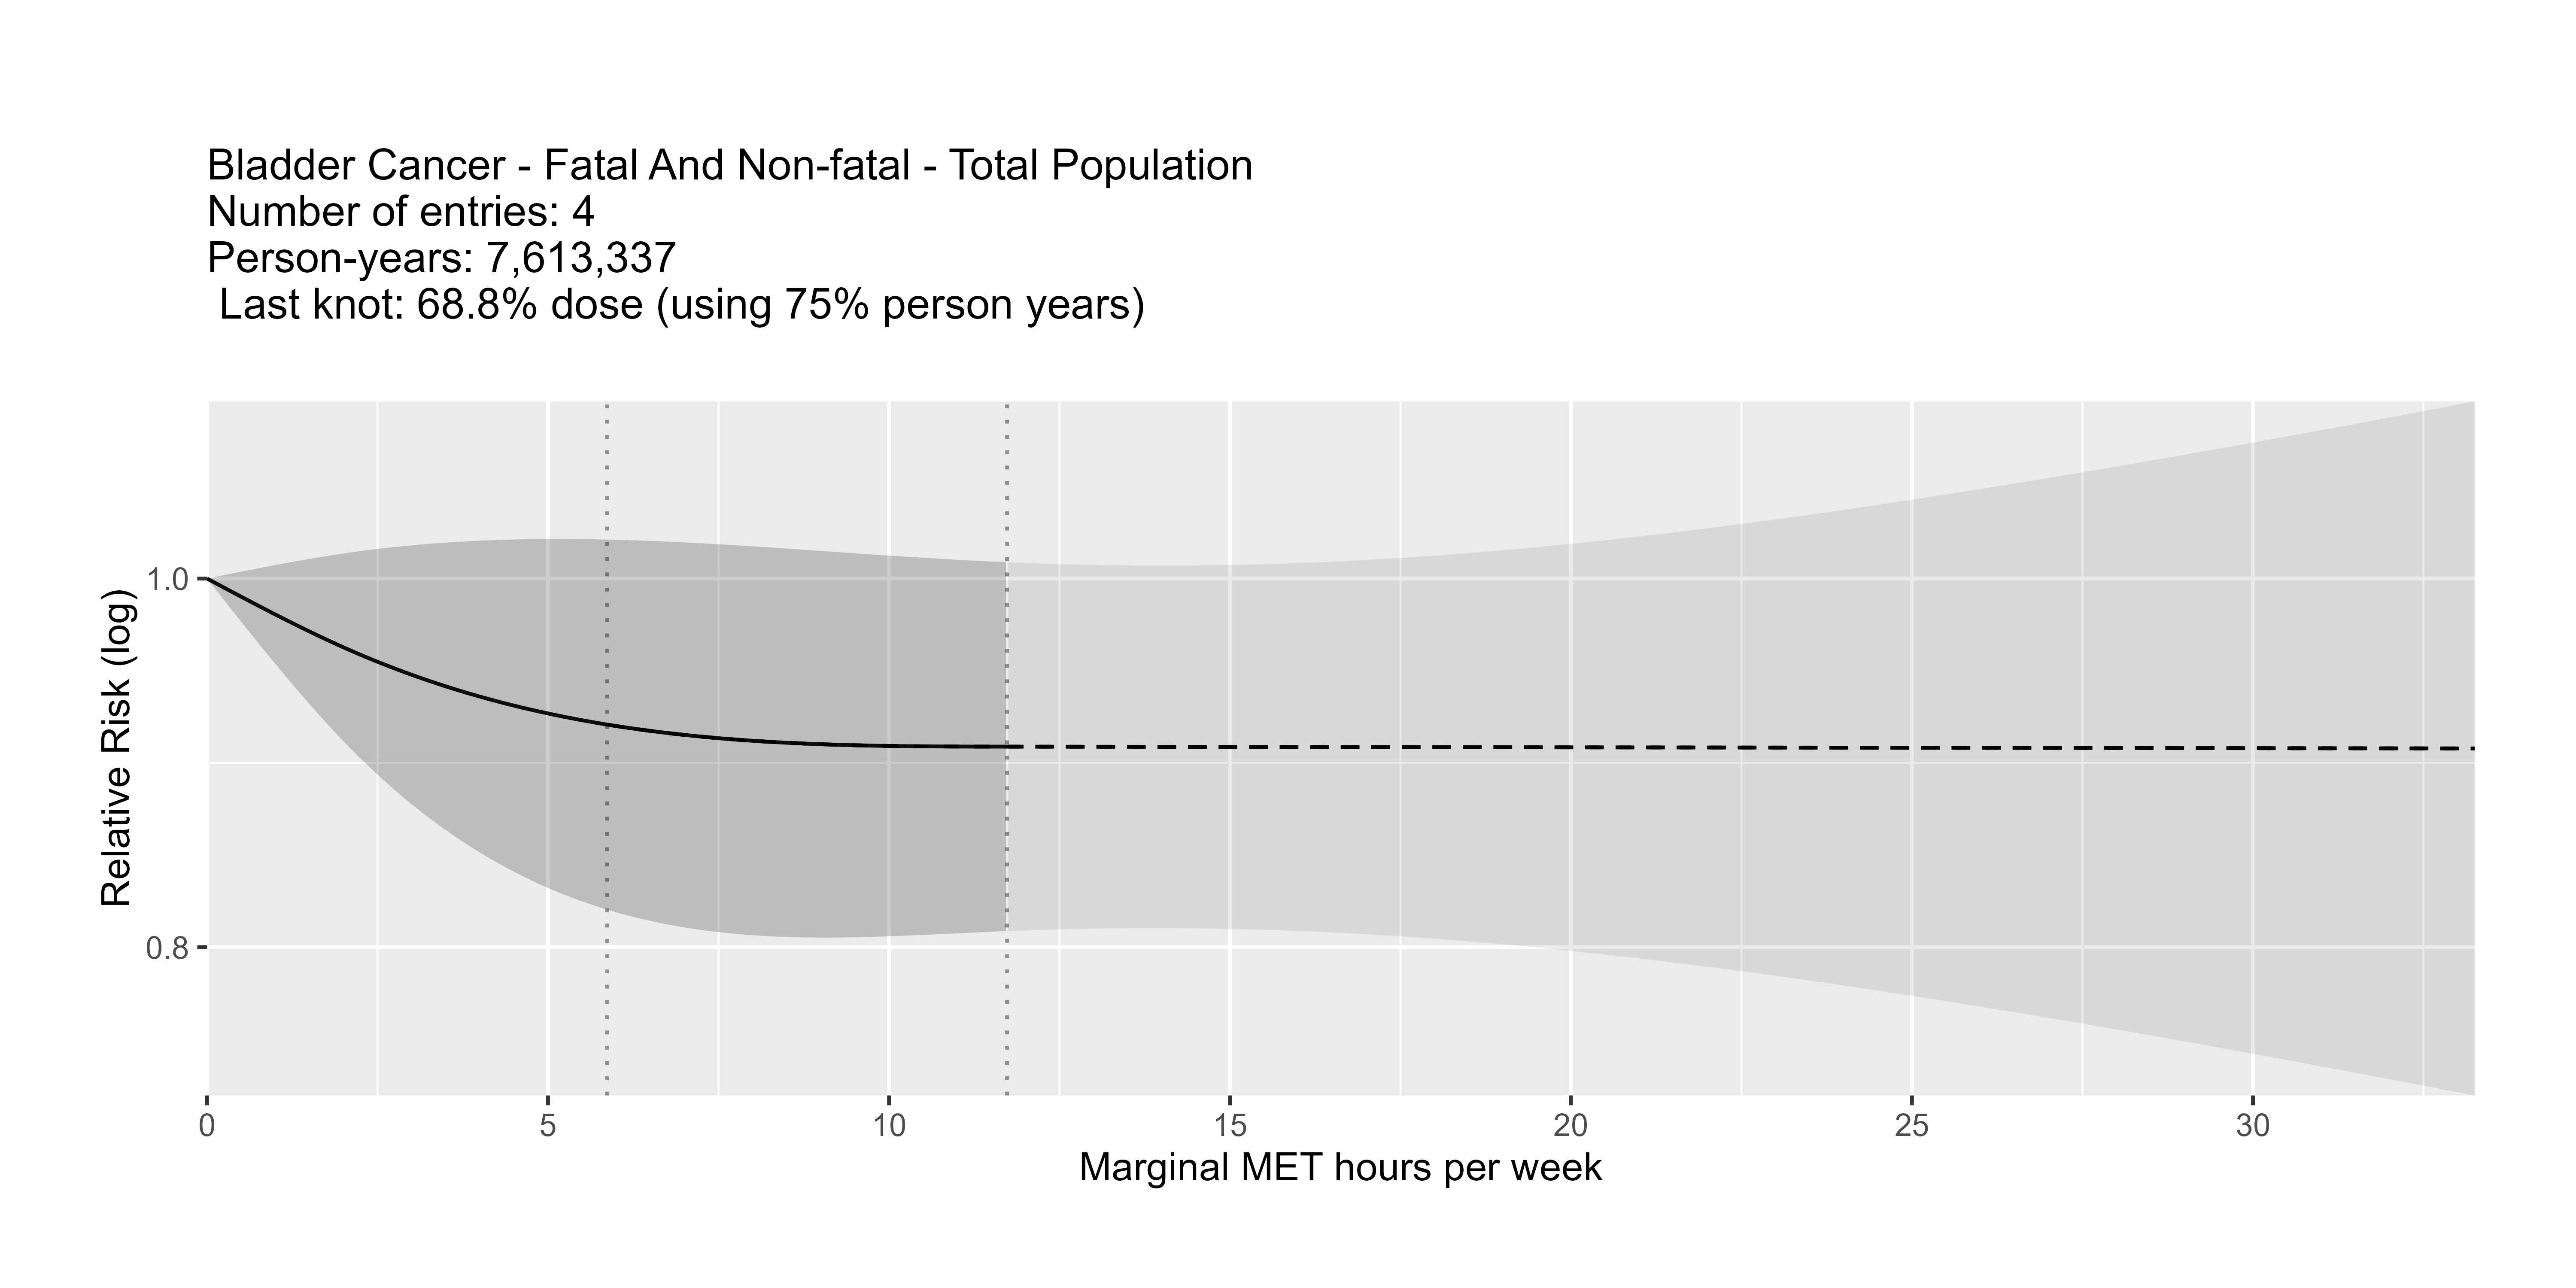 Bladder Cancer - Fatal And Non-fatal - Total Population
Number of entries: 4
Person-years: 7,613,337
Last knot: 68.8% dose (using 75% person years)
Relative Risk (log)
1.0
0.8
0 5 10 15 20 25 30
Marginal MET hours per week